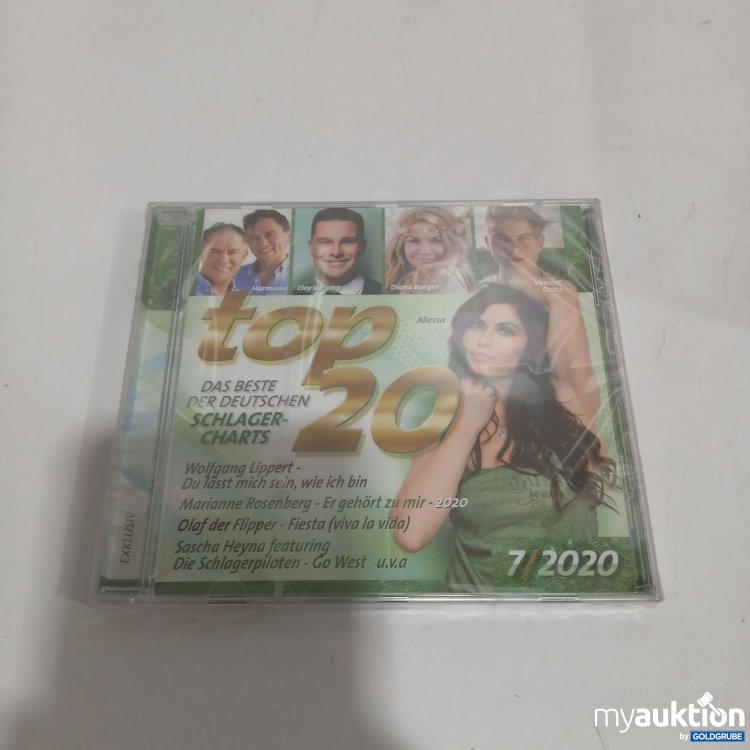 Harmonie
Eloy de Jong
Diana Burger
Vincent
Gross
top
20
Allessa
DAS BESTE
DER DEUTSCHEN
SCHLAGER-
CHARTS
Wolfgang Lippert -
Du lässt mich sein, wie ich bin
Marianne Rosenberg - Er gehört zu mir - 2020
Olaf der Flipper - Fiesta (viva la vida)
Sascha Heyna featuring
Die Schlagerpiloten - Go West u.v.a
EXKLUSIV
7/2020
myauktion
by GOLDGRUBE